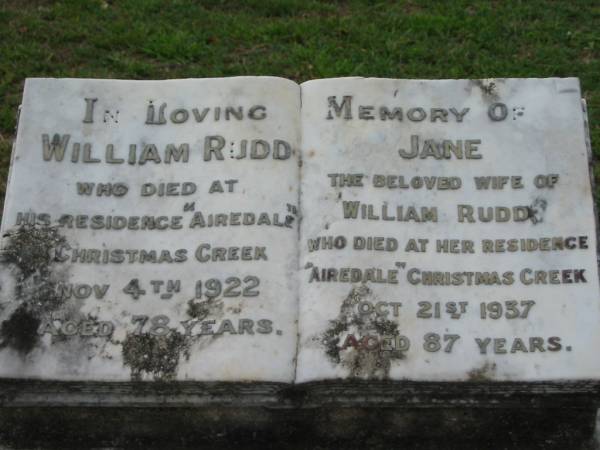 In Loving
William Rudd
who died at
his residence "Airedale"
Christmas Creek
Nov 4th 1922
Aged 78 years.
Memory Of
Jane
the beloved wife of
William Rudd
who died at her residence
"Airedale" Christmas Creek
Oct 21st 1937
Aged 87 years.